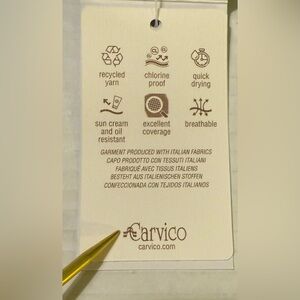 recycled yarn
chlorine proof
quick drying
sun cream and oil resistant
excellent coverage
breathable
GARMENT PRODUCED WITH ITALIAN FABRICS
CAPO PRODOTTO CON TESSUTI ITALIANI
FABRIQUÉ AVEC TISSUS ITALIENS
BESTEHT AUS ITALIENISCHEN STOFFEN
CONFECCIONADA CON TEJIDOS ITALIANOS
Carvico
carvico.com